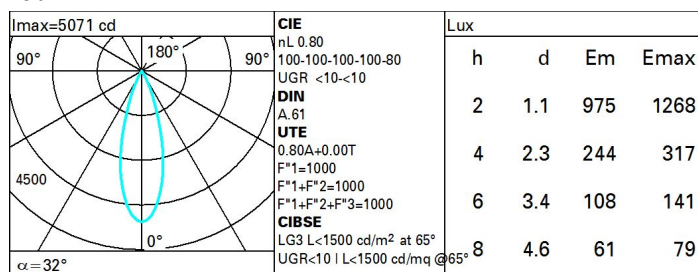 Imax=5071 cd
90°
180°
90°
4500
0°
α=32°
CIE
nL 0.80
100-100-100-100-80
UGR <10-<10
DIN
A.61
UTE
0.80A+0.00T
F"1=1000
F"1+F"2=1000
F"1+F"2+F"3=1000
CIBSE
LG3 L<1500 cd/m² at 65°
UGR<10 | L<1500 cd/mq @65°
Lux
h d Em Emax
2 1.1 975 1268
4 2.3 244 317
6 3.4 108 141
8 4.6 61 79